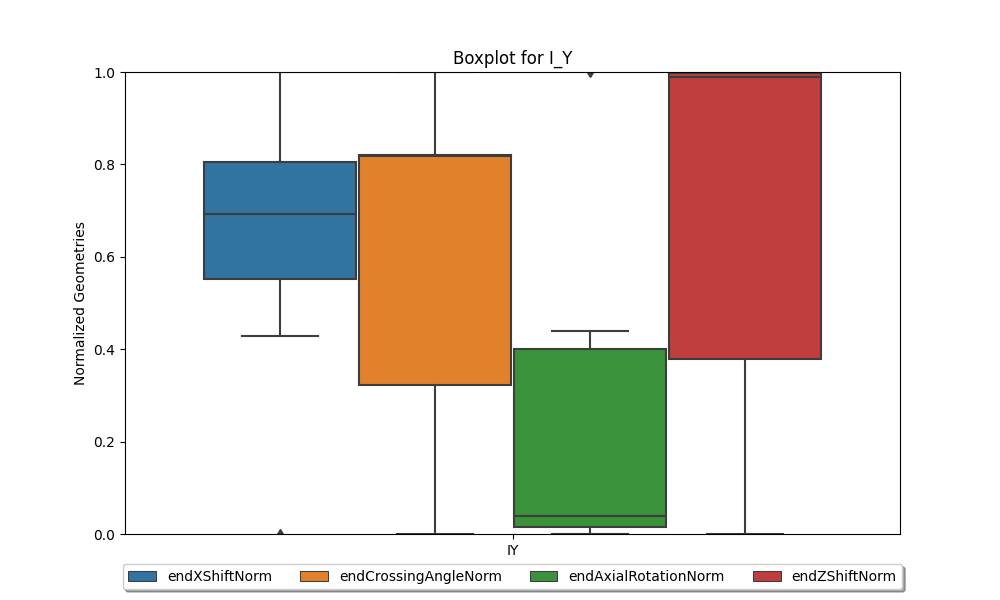 Boxplot for I_Y
Normalized Geometries
1.0
0.8
0.6
0.4
0.2
0.0
IY
endXShiftNorm endCrossingAngleNorm endAxialRotationNorm endZShiftNorm